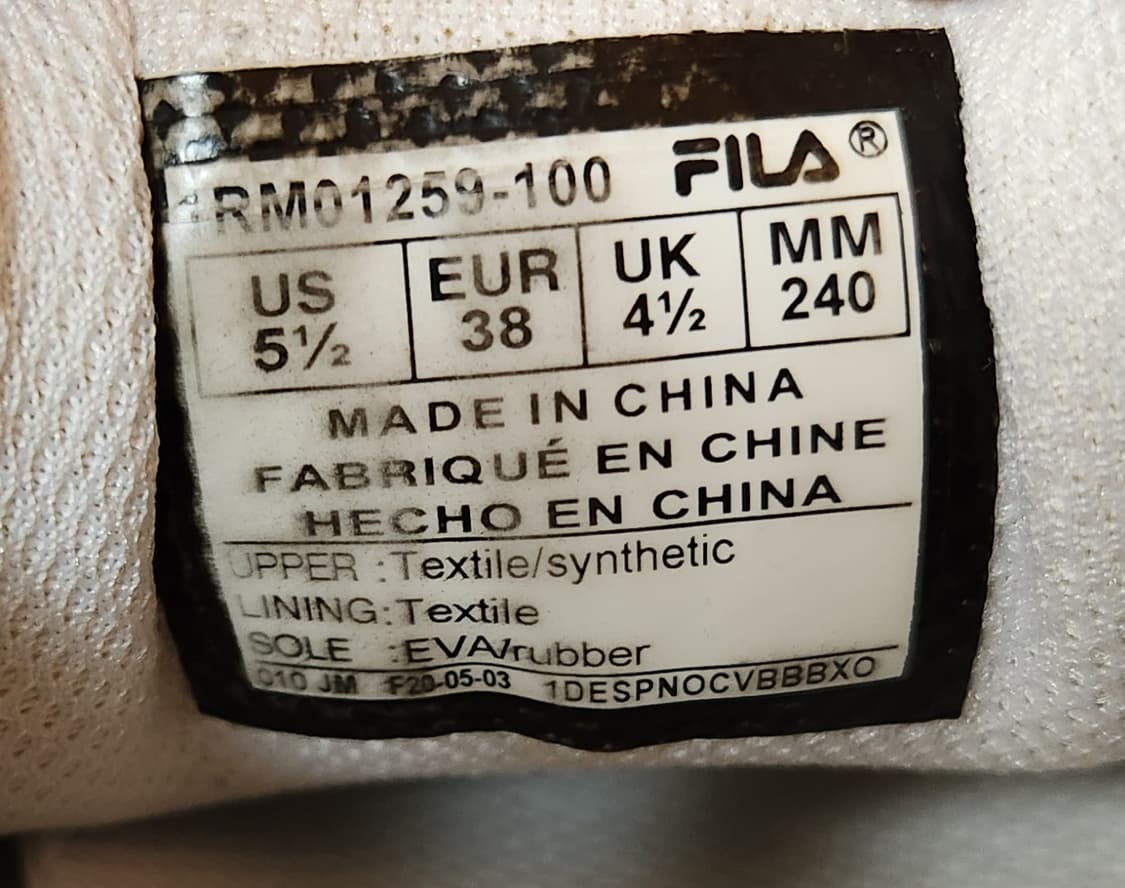 1RM01259-100 FILA®
US EUR UK MM
5½ 38 4½ 240
MADE IN CHINA
FABRIQUÉ EN CHINE
HECHO EN CHINA
UPPER :Textile/synthetic
LINING:Textile
SOLE :EVA/rubber
010 JM F20-05-03 1DESPNOCVBBBXO